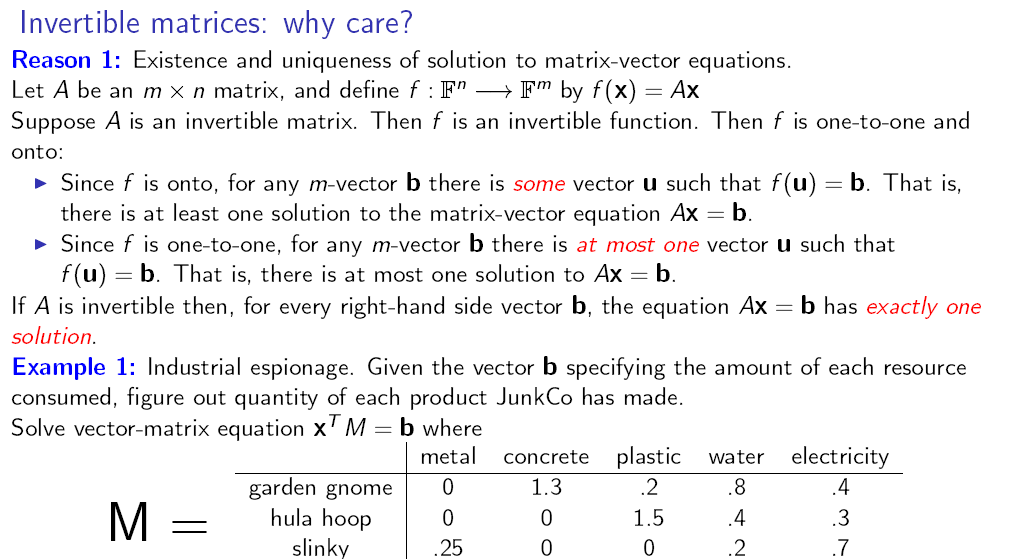 Invertible matrices: why care?
Reason 1: Existence and uniqueness of solution to matrix-vector equations.
Let A be an m × n matrix, and define f : 𝔽ⁿ ⟶ 𝔽ᵐ by f(x) = Ax
Suppose A is an invertible matrix. Then f is an invertible function. Then f is one-to-one and
onto:
▶ Since f is onto, for any m-vector b there is some vector u such that f(u) = b. That is,
there is at least one solution to the matrix-vector equation Ax = b.
▶ Since f is one-to-one, for any m-vector b there is at most one vector u such that
f(u) = b. That is, there is at most one solution to Ax = b.
If A is invertible then, for every right-hand side vector b, the equation Ax = b has exactly one
solution.
Example 1: Industrial espionage. Given the vector b specifying the amount of each resource
consumed, figure out quantity of each product JunkCo has made.
Solve vector-matrix equation xᵀM = b where
metal concrete plastic water electricity
garden gnome 0 1.3 .2 .8 .4
M = hula hoop 0 0 1.5 .4 .3
slinky .25 0 0 .2 .7